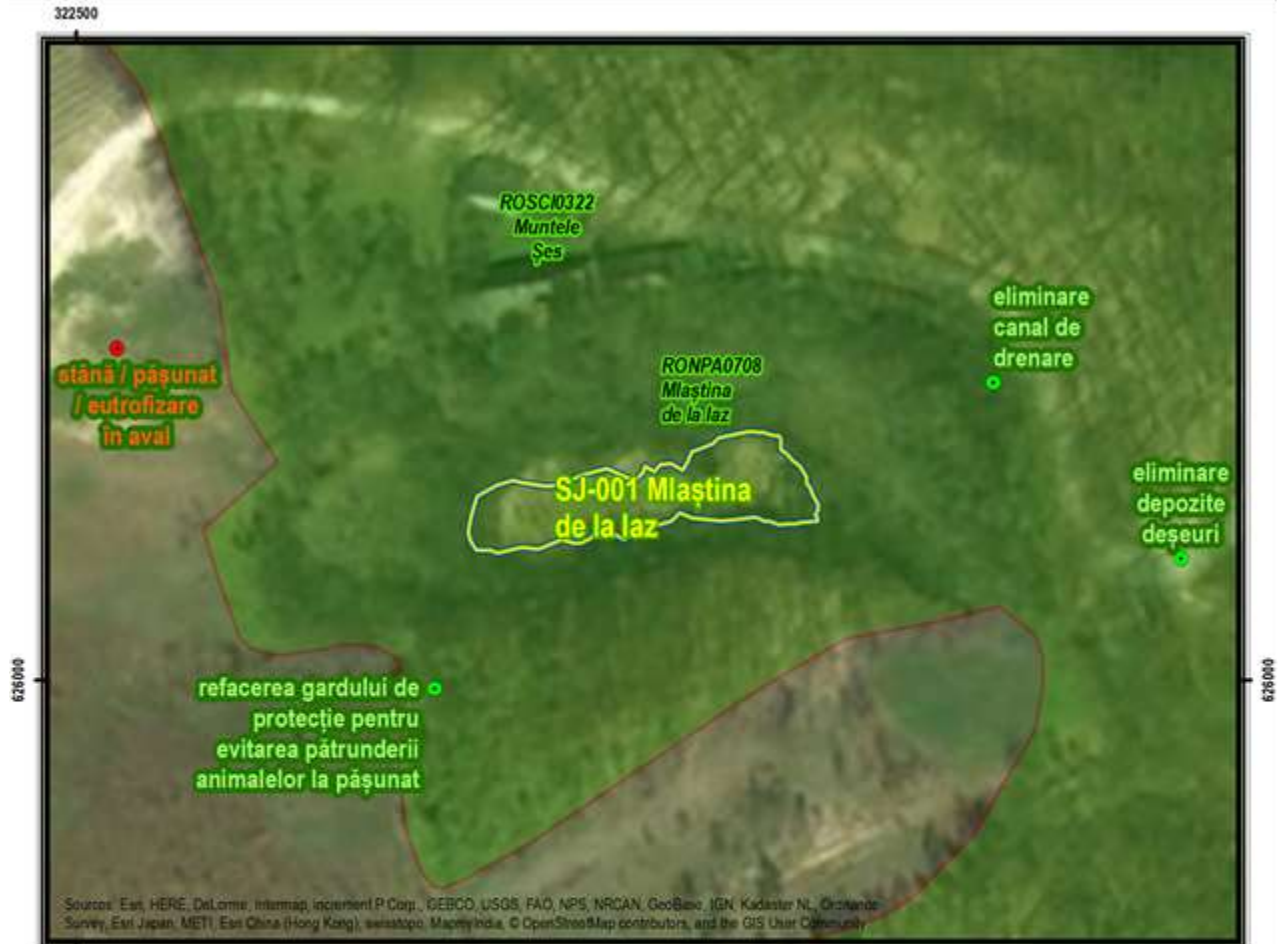 322500
ROSCI0322
Muntele
Șes
eliminare
canal de
drenare
stână / pășunat
/ eutrofizare
în aval
RONPA0708
Mlaștina
de la Iaz
SJ-001 Mlaștina
de la Iaz
eliminare
depozite
deșeuri
626000
626000
refacerea gardului de
protecție pentru
evitarea pătrunderii
animalelor la pășunat
Sources: Esri, HERE, DeLorme, Intermap, increment P Corp., GEBCO, USGS, FAO, NPS, NRCAN, GeoBase, IGN, Kadaster NL, Ordnance
Survey, Esri Japan, METI, Esri China (Hong Kong), swisstopo, MapmyIndia, © OpenStreetMap contributors, and the GIS User Community